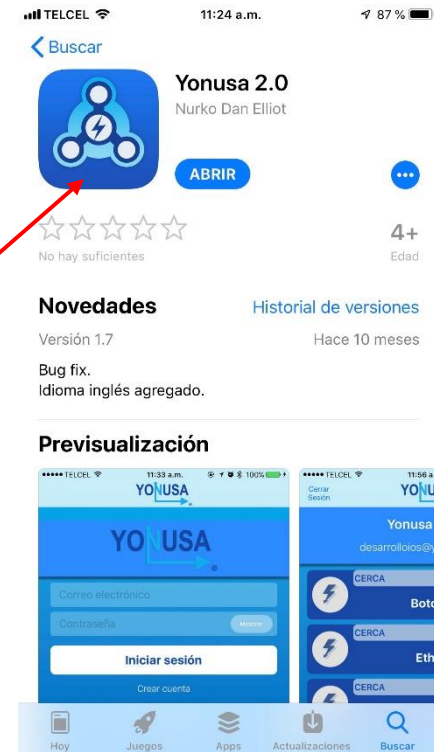 TELCEL 11:24 a.m. 87 %
Buscar
Yonusa 2.0
Nurko Dan Elliot
ABRIR
4+
No hay suficientes Edad
Novedades Historial de versiones
Versión 1.7 Hace 10 meses
Bug fix.
Idioma inglés agregado.
Previsualización
TELCEL 11:33 a.m. 100%
YONUSA
YONUSA
Correo electrónico
Contraseña Mostrar
Iniciar sesión
Crear cuenta
TELCEL 11:56 a
Cerrar
Sesión
YONU
Yonusa
desarrolloios@y
CERCA
Boto
CERCA
Eth
CERCA
Hoy Juegos Apps Actualizaciones Buscar